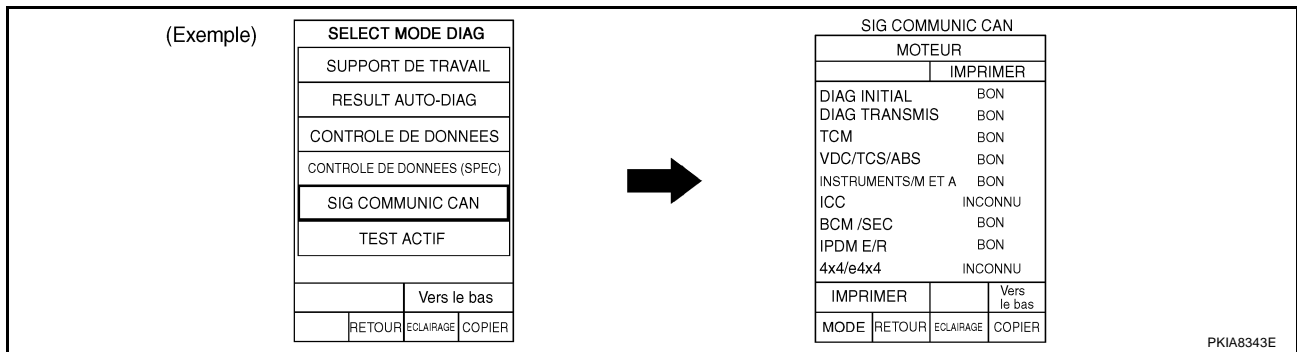 (Exemple)
SELECT MODE DIAG
SUPPORT DE TRAVAIL
RESULT AUTO-DIAG
CONTROLE DE DONNEES
CONTROLE DE DONNEES (SPEC)
SIG COMMUNIC CAN
TEST ACTIF
Vers le bas
RETOUR ECLAIRAGE COPIER
SIG COMMUNIC CAN
MOTEUR
IMPRIMER
DIAG INITIAL BON
DIAG TRANSMIS BON
TCM BON
VDC/TCS/ABS BON
INSTRUMENTS/M ET A BON
ICC INCONNU
BCM /SEC BON
IPDM E/R BON
4x4/e4x4 INCONNU
IMPRIMER Vers
le bas
MODE RETOUR ECLAIRAGE COPIER
PKIA8343E